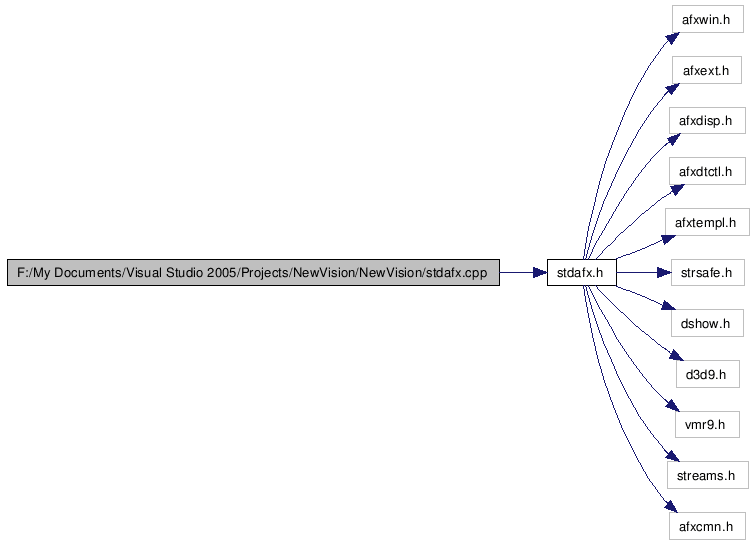 afxwin.h
afxext.h
afxdisp.h
afxdtctl.h
afxtempl.h
F:/My Documents/Visual Studio 2005/Projects/NewVision/NewVision/stdafx.cpp
stdafx.h
strsafe.h
dshow.h
d3d9.h
vmr9.h
streams.h
afxcmn.h